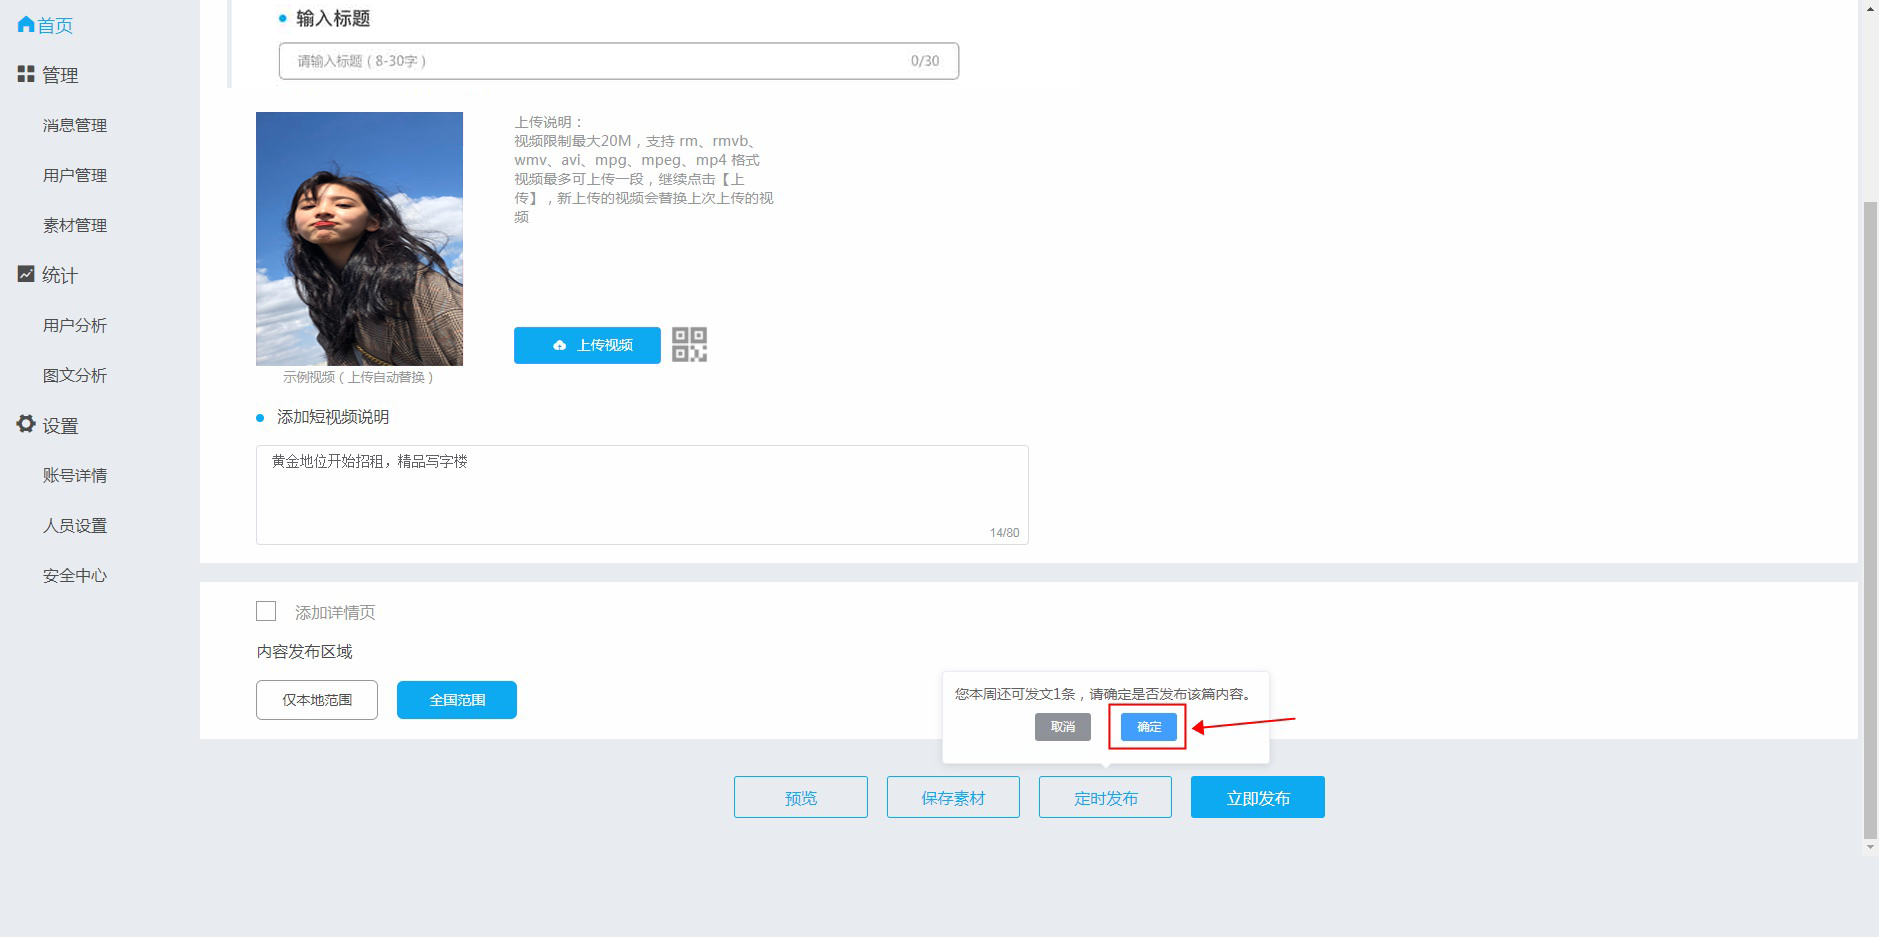 首页
管理
消息管理
用户管理
素材管理
统计
用户分析
图文分析
设置
账号详情
人员设置
安全中心
输入标题
请输入标题（8-30字）
0/30
上传说明：
视频限制最大20M，支持 rm、rmvb、
wmv、avi、mpg、mpeg、mp4 格式
视频最多可上传一段，继续点击【上
传】，新上传的视频会替换上次上传的视
频
上传视频
示例视频（上传自动替换）
添加短视频说明
黄金地位开始招租，精品写字楼
14/80
添加详情页
内容发布区域
仅本地范围
全国范围
您本周还可发文1条，请确定是否发布该篇内容。
取消
确定
预览
保存素材
定时发布
立即发布